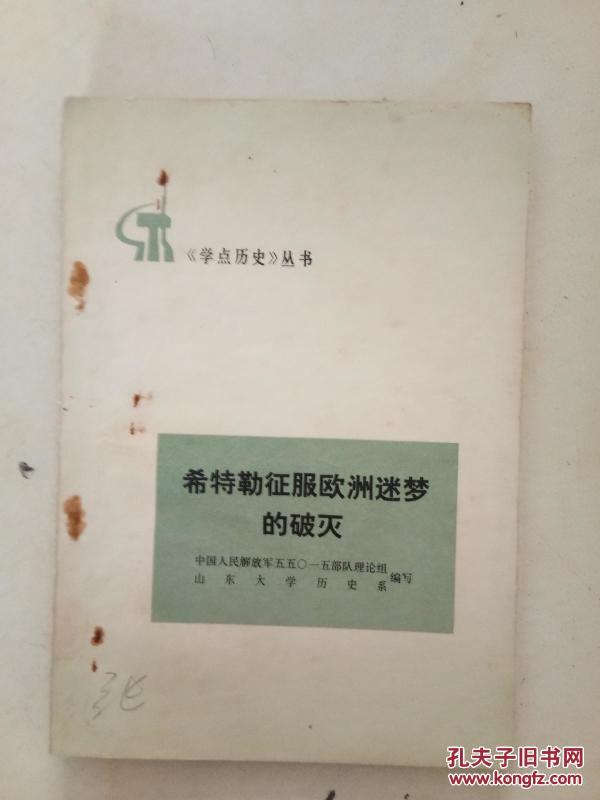 《学点历史》丛书
希特勒征服欧洲迷梦
的破灭
中国人民解放军五五〇一五部队理论组
山东大学历史系 编写
孔夫子旧书网
www.kongfz.com